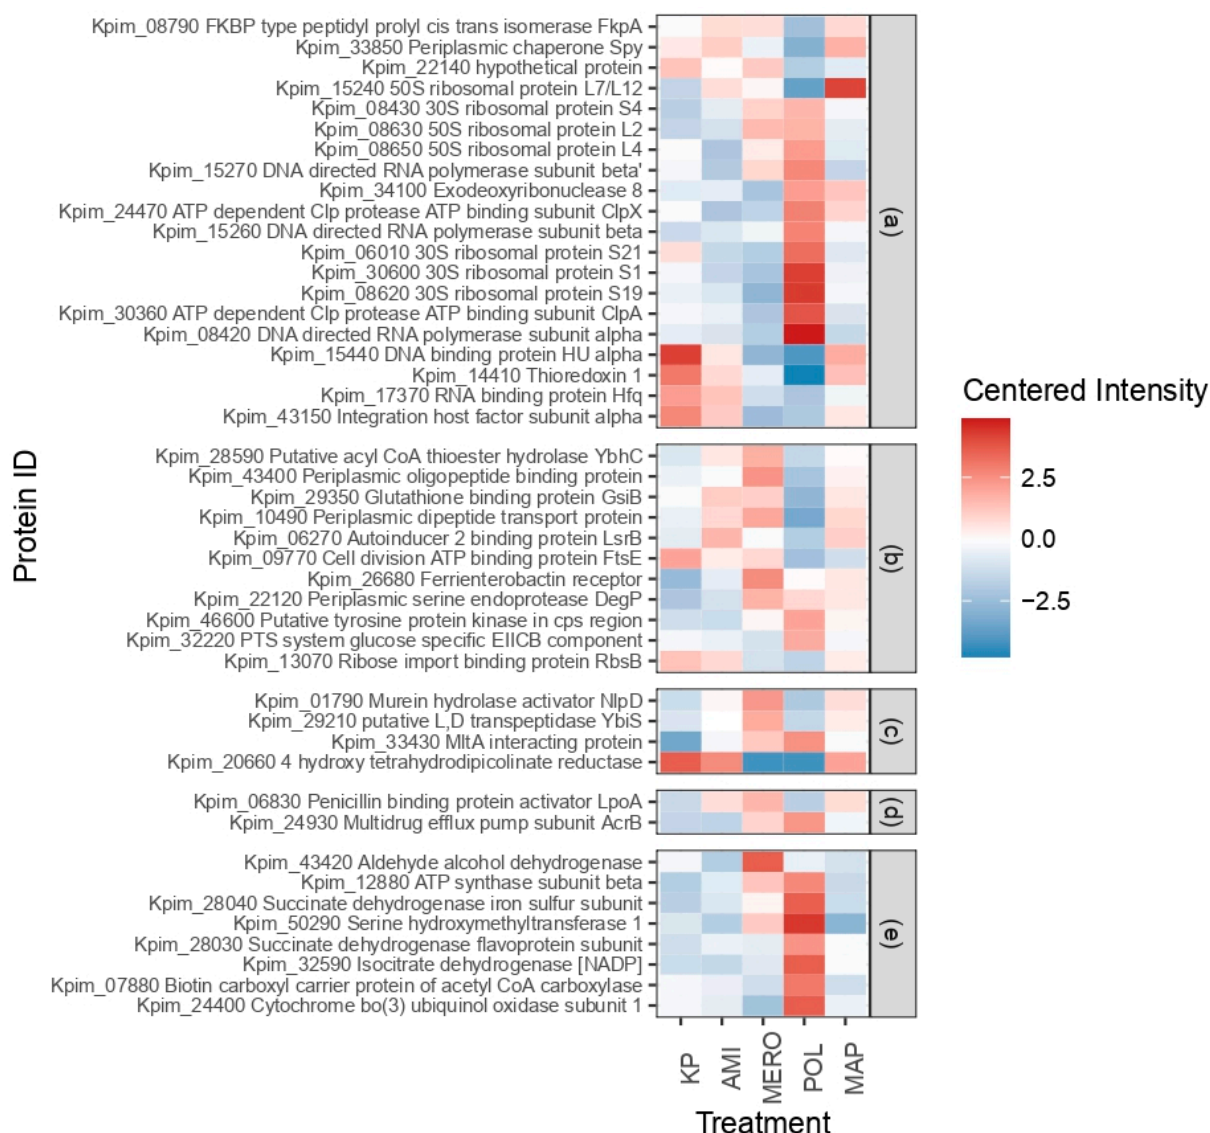 Kpim_08790 FKBP type peptidyl prolyl cis trans isomerase FkpA
Kpim_33850 Periplasmic chaperone Spy
Kpim_22140 hypothetical protein
Kpim_15240 50S ribosomal protein L7/L12
Kpim_08430 30S ribosomal protein S4
Kpim_08630 50S ribosomal protein L2
Kpim_08650 50S ribosomal protein L4
Kpim_15270 DNA directed RNA polymerase subunit beta'
Kpim_34100 Exodeoxyribonuclease 8
Kpim_24470 ATP dependent Clp protease ATP binding subunit ClpX
Kpim_15260 DNA directed RNA polymerase subunit beta
Kpim_06010 30S ribosomal protein S21
Kpim_30600 30S ribosomal protein S1
Kpim_08620 30S ribosomal protein S19
Kpim_30360 ATP dependent Clp protease ATP binding subunit ClpA
Kpim_08420 DNA directed RNA polymerase subunit alpha
Kpim_15440 DNA binding protein HU alpha
Kpim_14410 Thioredoxin 1
Kpim_17370 RNA binding protein Hfq
Kpim_43150 Integration host factor subunit alpha
(a)
Kpim_28590 Putative acyl CoA thioester hydrolase YbhC
Kpim_43400 Periplasmic oligopeptide binding protein
Kpim_29350 Glutathione binding protein GsiB
Kpim_10490 Periplasmic dipeptide transport protein
Kpim_06270 Autoinducer 2 binding protein LsrB
Kpim_09770 Cell division ATP binding protein FtsE
Kpim_26680 Ferrienterobactin receptor
Kpim_22120 Periplasmic serine endoprotease DegP
Kpim_46600 Putative tyrosine protein kinase in cps region
Kpim_32220 PTS system glucose specific EIICB component
Kpim_13070 Ribose import binding protein RbsB
(b)
Kpim_01790 Murein hydrolase activator NlpD
Kpim_29210 putative L,D transpeptidase YbiS
Kpim_33430 MltA interacting protein
Kpim_20660 4 hydroxy tetrahydrodipicolinate reductase
(c)
Kpim_06830 Penicillin binding protein activator LpoA
Kpim_24930 Multidrug efflux pump subunit AcrB
(d)
Kpim_43420 Aldehyde alcohol dehydrogenase
Kpim_12880 ATP synthase subunit beta
Kpim_28040 Succinate dehydrogenase iron sulfur subunit
Kpim_50290 Serine hydroxymethyltransferase 1
Kpim_28030 Succinate dehydrogenase flavoprotein subunit
Kpim_32590 Isocitrate dehydrogenase [NADP]
Kpim_07880 Biotin carboxyl carrier protein of acetyl CoA carboxylase
Kpim_24400 Cytochrome bo(3) ubiquinol oxidase subunit 1
(e)
Protein ID
KP
AMI
MERO
POL
MAP
Treatment
Centered Intensity
2.5
0.0
−2.5